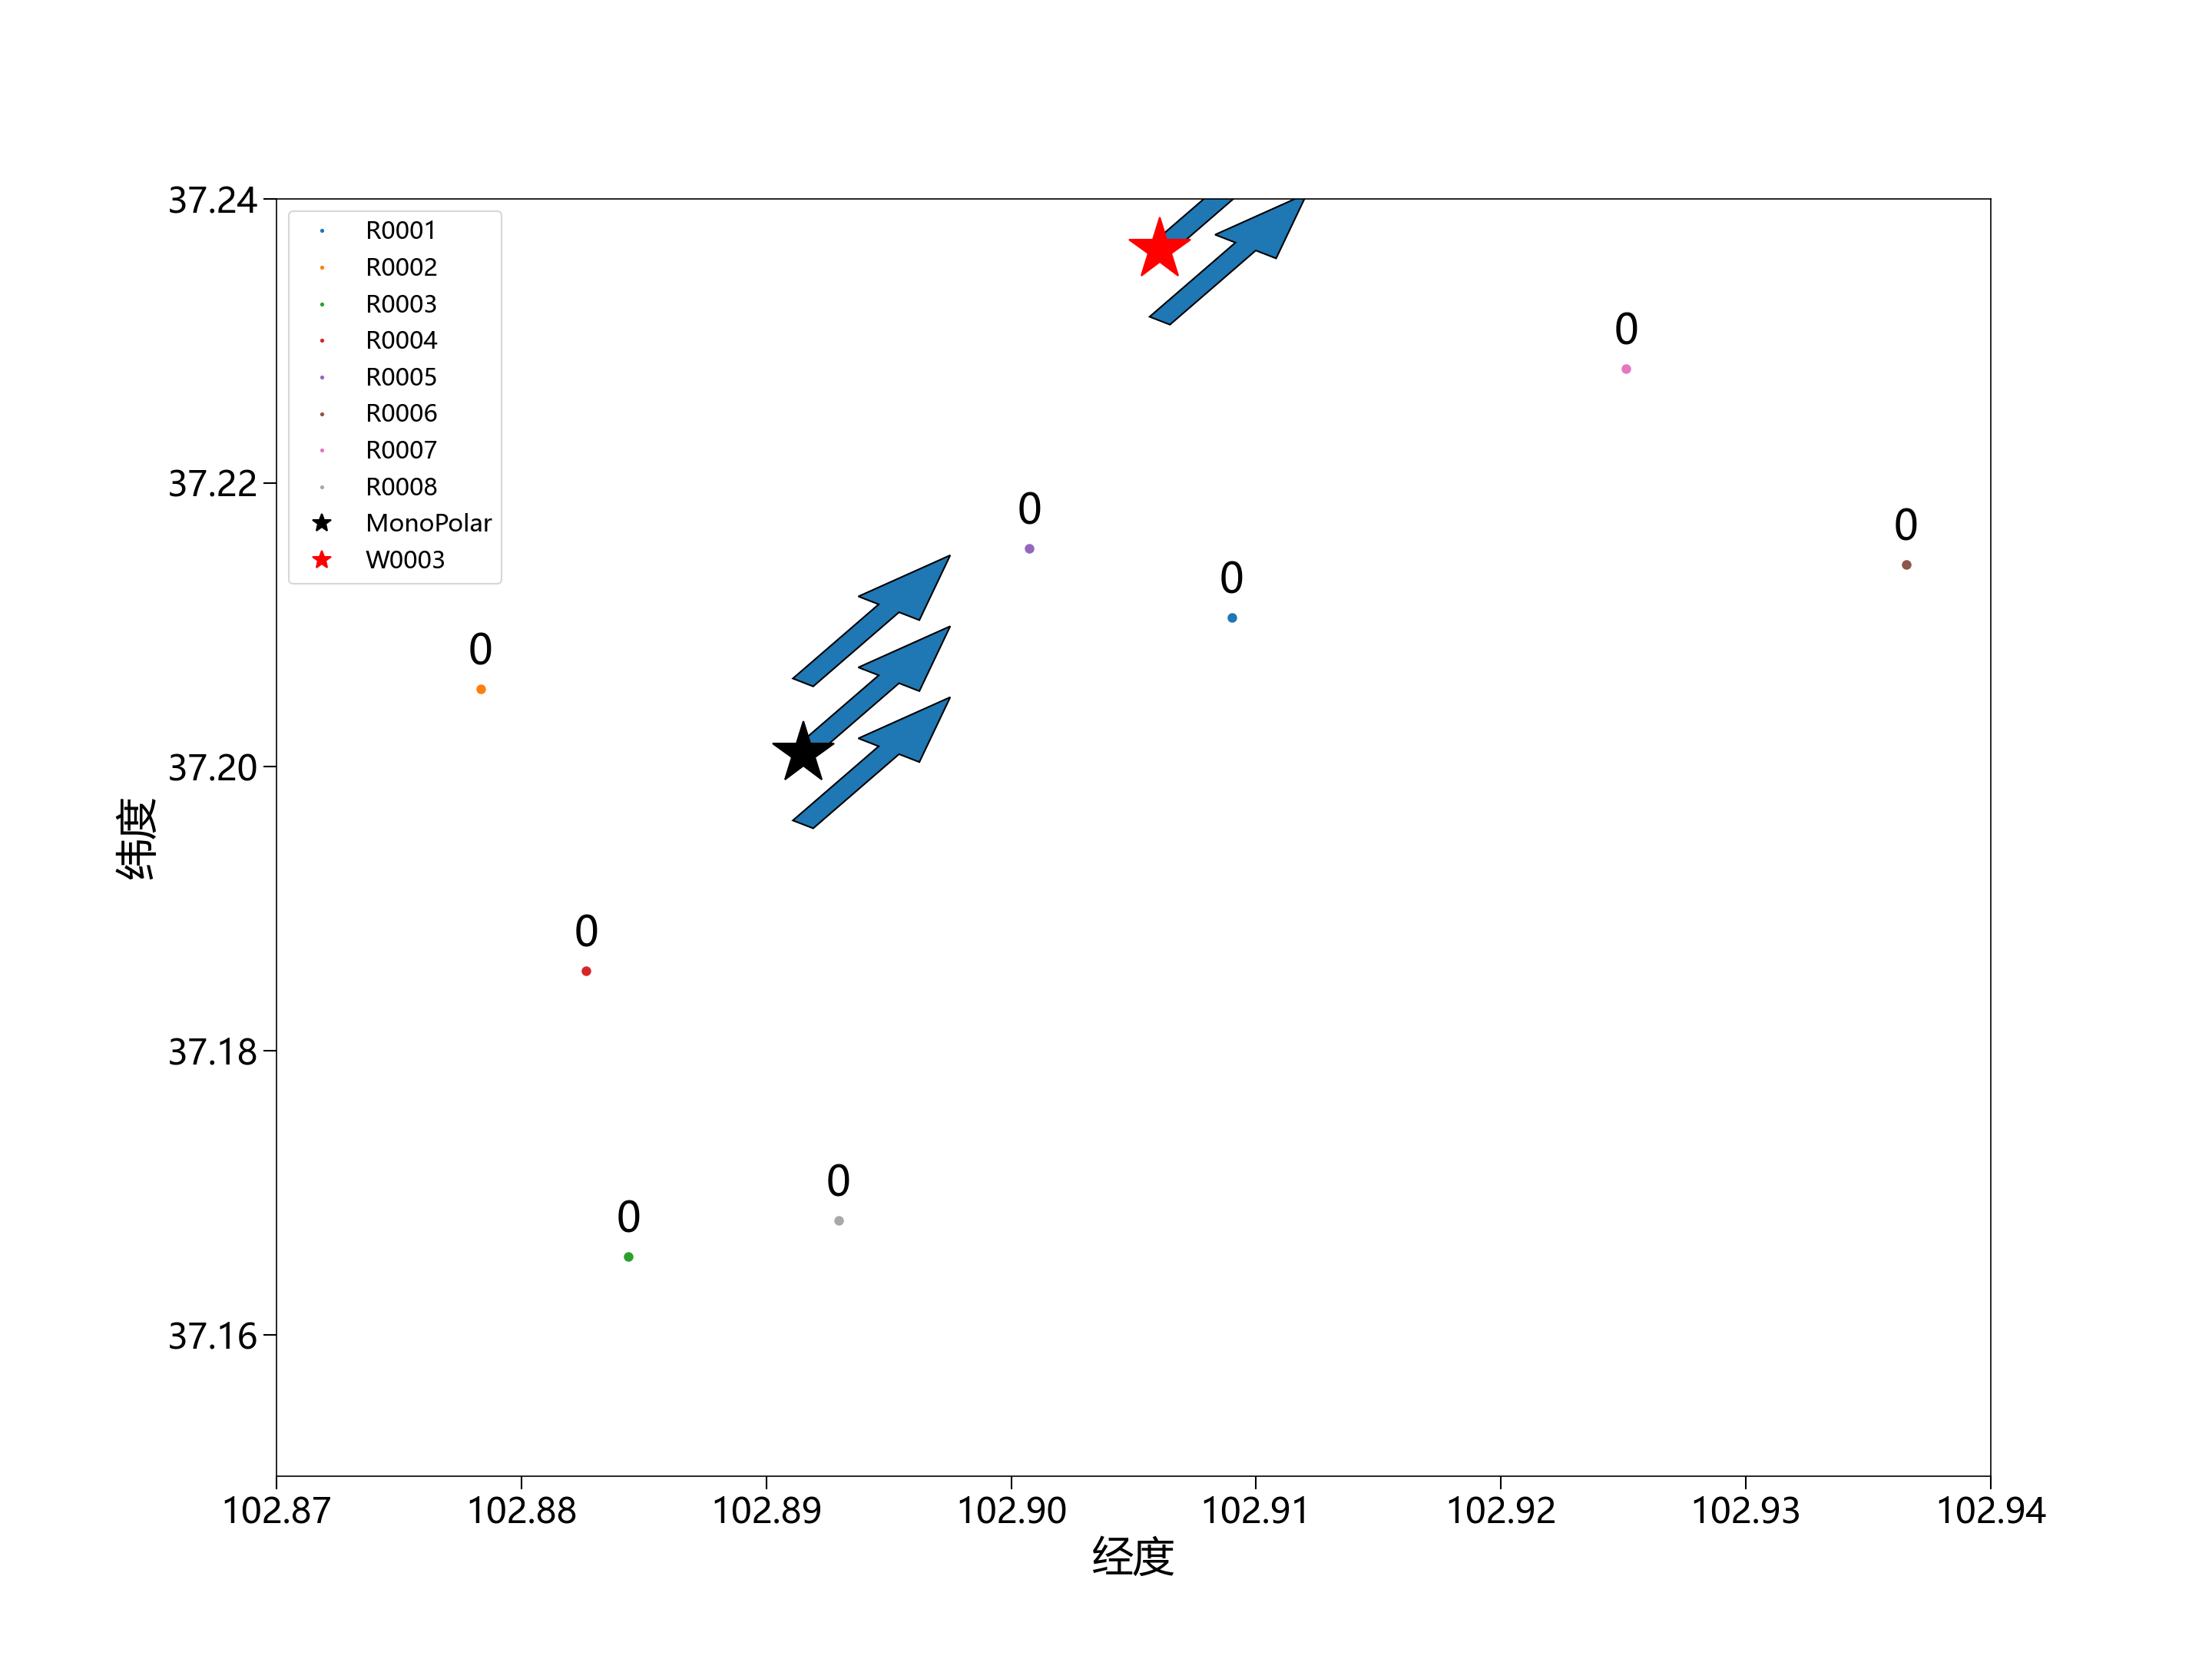 37.24
37.22
37.20
37.18
37.16
纬度
R0001
R0002
R0003
R0004
R0005
R0006
R0007
R0008
MonoPolar
W0003
0
0
0
0
0
0
0
0
102.87 102.88 102.89 102.90 102.91 102.92 102.93 102.94
经度